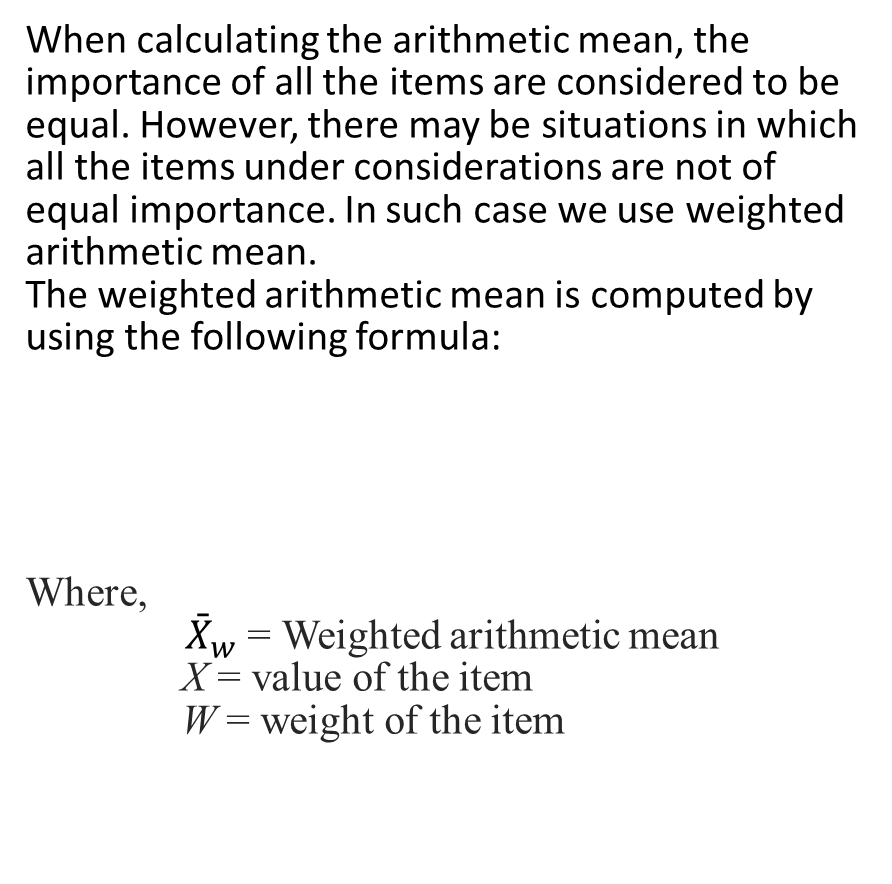 When calculating the arithmetic mean, the
importance of all the items are considered to be
equal. However, there may be situations in which
all the items under considerations are not of
equal importance. In such case we use weighted
arithmetic mean.
The weighted arithmetic mean is computed by
using the following formula:
Where,
X̄w = Weighted arithmetic mean
X = value of the item
W = weight of the item